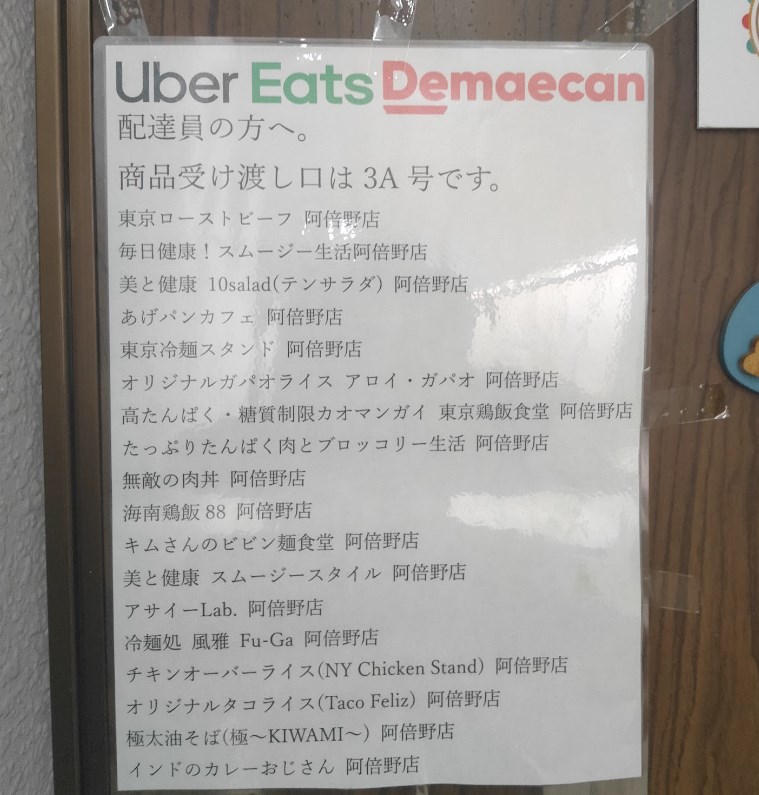 Uber Eats Demaecan
配達員の方へ。
商品受け渡し口は 3A 号です。
東京ローストビーフ 阿倍野店
毎日健康！スムージー生活阿倍野店
美と健康 10salad(テンサラダ) 阿倍野店
あげパンカフェ 阿倍野店
東京冷麺スタンド 阿倍野店
オリジナルガパオライス アロイ・ガパオ 阿倍野店
高たんぱく・糖質制限カオマンガイ 東京鶏飯食堂 阿倍野店
たっぷりたんぱく肉とブロッコリー生活 阿倍野店
無敵の肉丼 阿倍野店
海南鶏飯 88 阿倍野店
キムさんのビビン麺食堂 阿倍野店
美と健康 スムージースタイル 阿倍野店
アサイーLab. 阿倍野店
冷麺処 風雅 Fu-Ga 阿倍野店
チキンオーバーライス(NY Chicken Stand) 阿倍野店
オリジナルタコライス(Taco Feliz) 阿倍野店
極太油そば(極～KIWAMI～) 阿倍野店
インドのカレーおじさん 阿倍野店